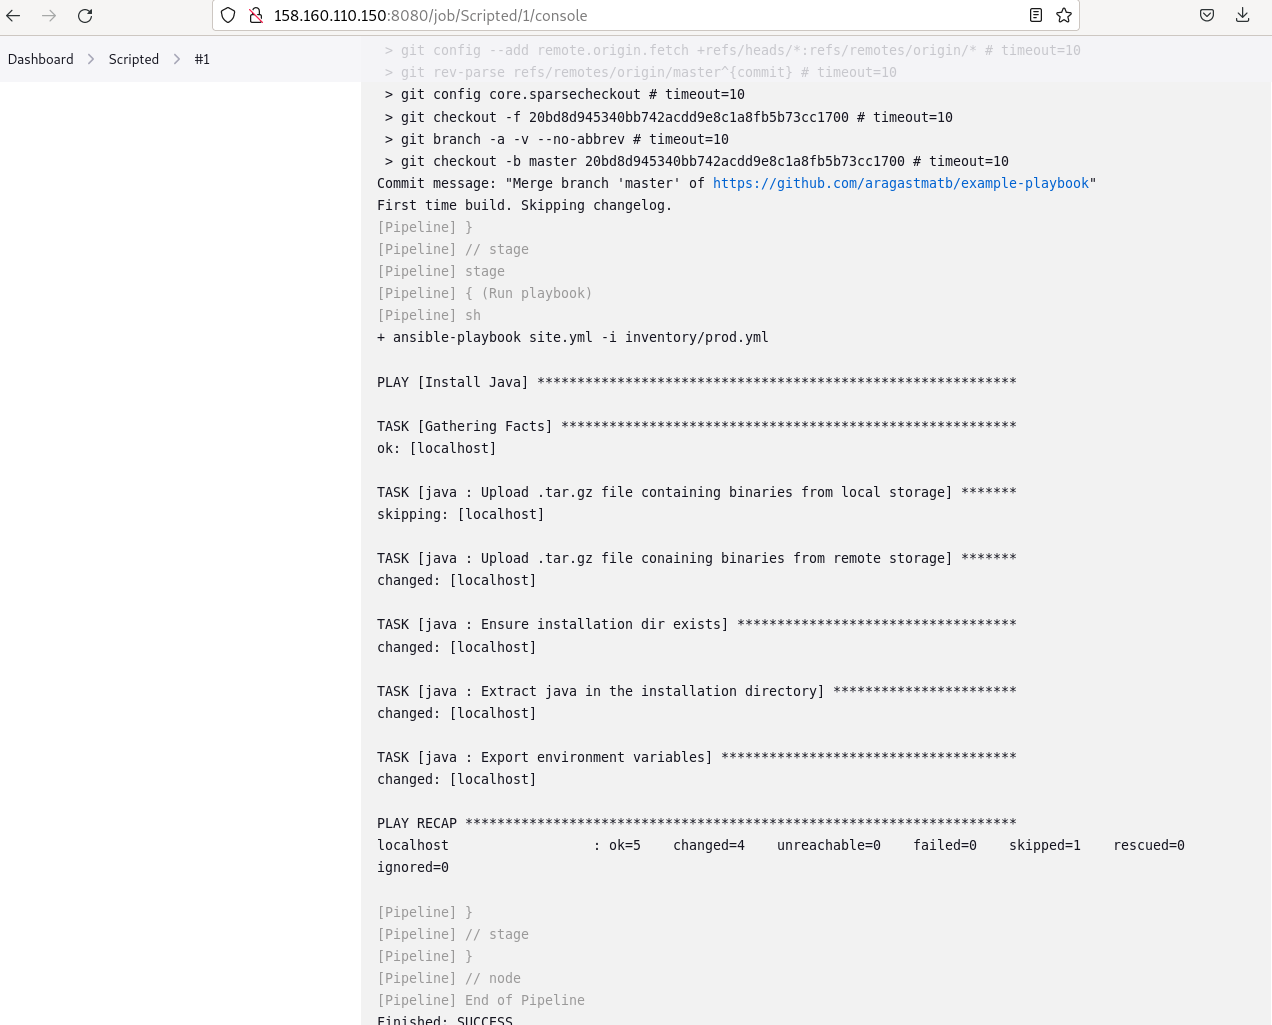 158.160.110.150:8080/job/Scripted/1/console
Dashboard > Scripted > #1
> git config --add remote.origin.fetch +refs/heads/*:refs/remotes/origin/* # timeout=10
> git rev-parse refs/remotes/origin/master^{commit} # timeout=10
> git config core.sparsecheckout # timeout=10
> git checkout -f 20bd8d945340bb742acdd9e8c1a8fb5b73cc1700 # timeout=10
> git branch -a -v --no-abbrev # timeout=10
> git checkout -b master 20bd8d945340bb742acdd9e8c1a8fb5b73cc1700 # timeout=10
Commit message: "Merge branch 'master' of https://github.com/aragastmatb/example-playbook"
First time build. Skipping changelog.
[Pipeline] }
[Pipeline] // stage
[Pipeline] stage
[Pipeline] { (Run playbook)
[Pipeline] sh
+ ansible-playbook site.yml -i inventory/prod.yml
PLAY [Install Java] ************************************************************
TASK [Gathering Facts] *********************************************************
ok: [localhost]
TASK [java : Upload .tar.gz file containing binaries from local storage] *******
skipping: [localhost]
TASK [java : Upload .tar.gz file conaining binaries from remote storage] *******
changed: [localhost]
TASK [java : Ensure installation dir exists] ***********************************
changed: [localhost]
TASK [java : Extract java in the installation directory] ***********************
changed: [localhost]
TASK [java : Export environment variables] *************************************
changed: [localhost]
PLAY RECAP *********************************************************************
localhost                  : ok=5    changed=4    unreachable=0    failed=0    skipped=1    rescued=0
ignored=0
[Pipeline] }
[Pipeline] // stage
[Pipeline] }
[Pipeline] // node
[Pipeline] End of Pipeline
Finished: SUCCESS